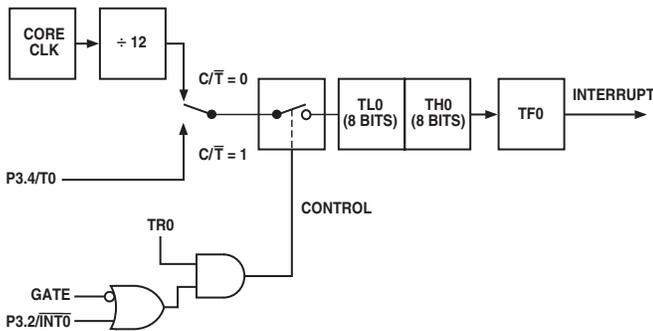 CORE
CLK
÷ 12
C/T̅ = 0
TL0
(8 BITS)
TH0
(8 BITS)
TF0
INTERRUPT
C/T̅ = 1
P3.4/T0
CONTROL
TR0
GATE
P3.2/I̅N̅T̅0̅